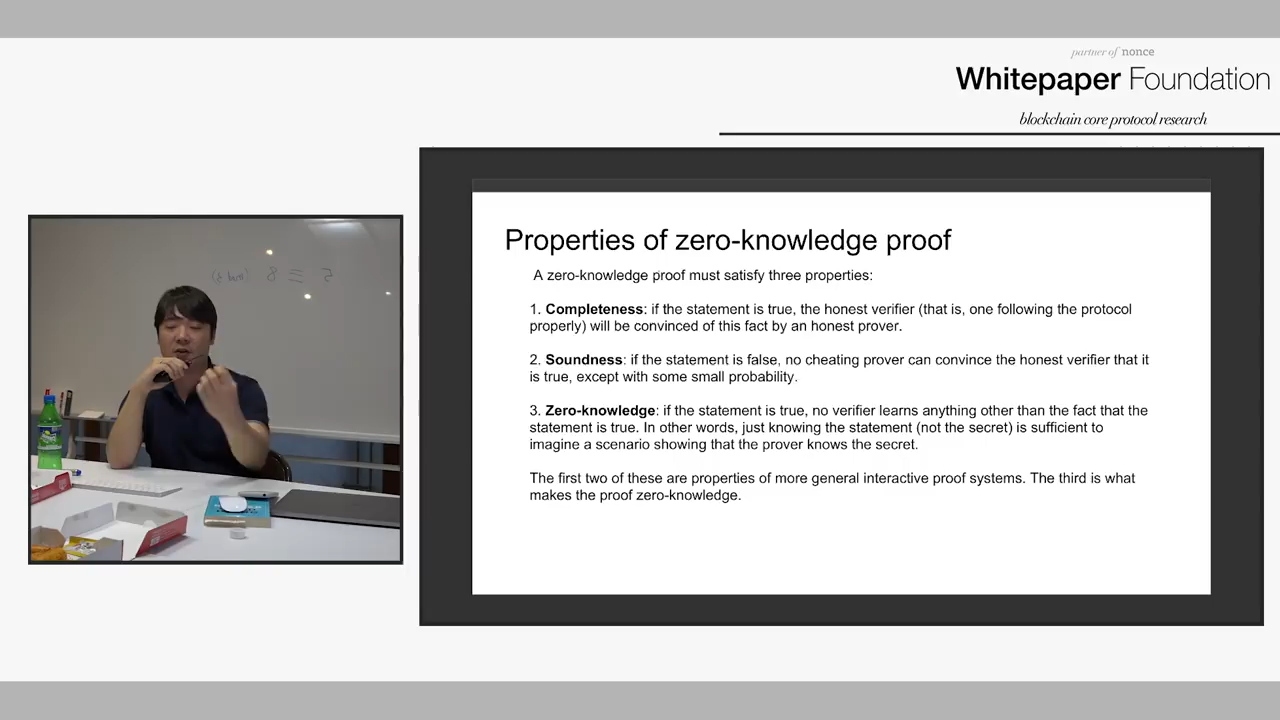 partner of nonce
Whitepaper Foundation
blockchain core protocol research
Properties of zero-knowledge proof
A zero-knowledge proof must satisfy three properties:
1. Completeness: if the statement is true, the honest verifier (that is, one following the protocol
properly) will be convinced of this fact by an honest prover.
2. Soundness: if the statement is false, no cheating prover can convince the honest verifier that it
is true, except with some small probability.
3. Zero-knowledge: if the statement is true, no verifier learns anything other than the fact that the
statement is true. In other words, just knowing the statement (not the secret) is sufficient to
imagine a scenario showing that the prover knows the secret.
The first two of these are properties of more general interactive proof systems. The third is what
makes the proof zero-knowledge.